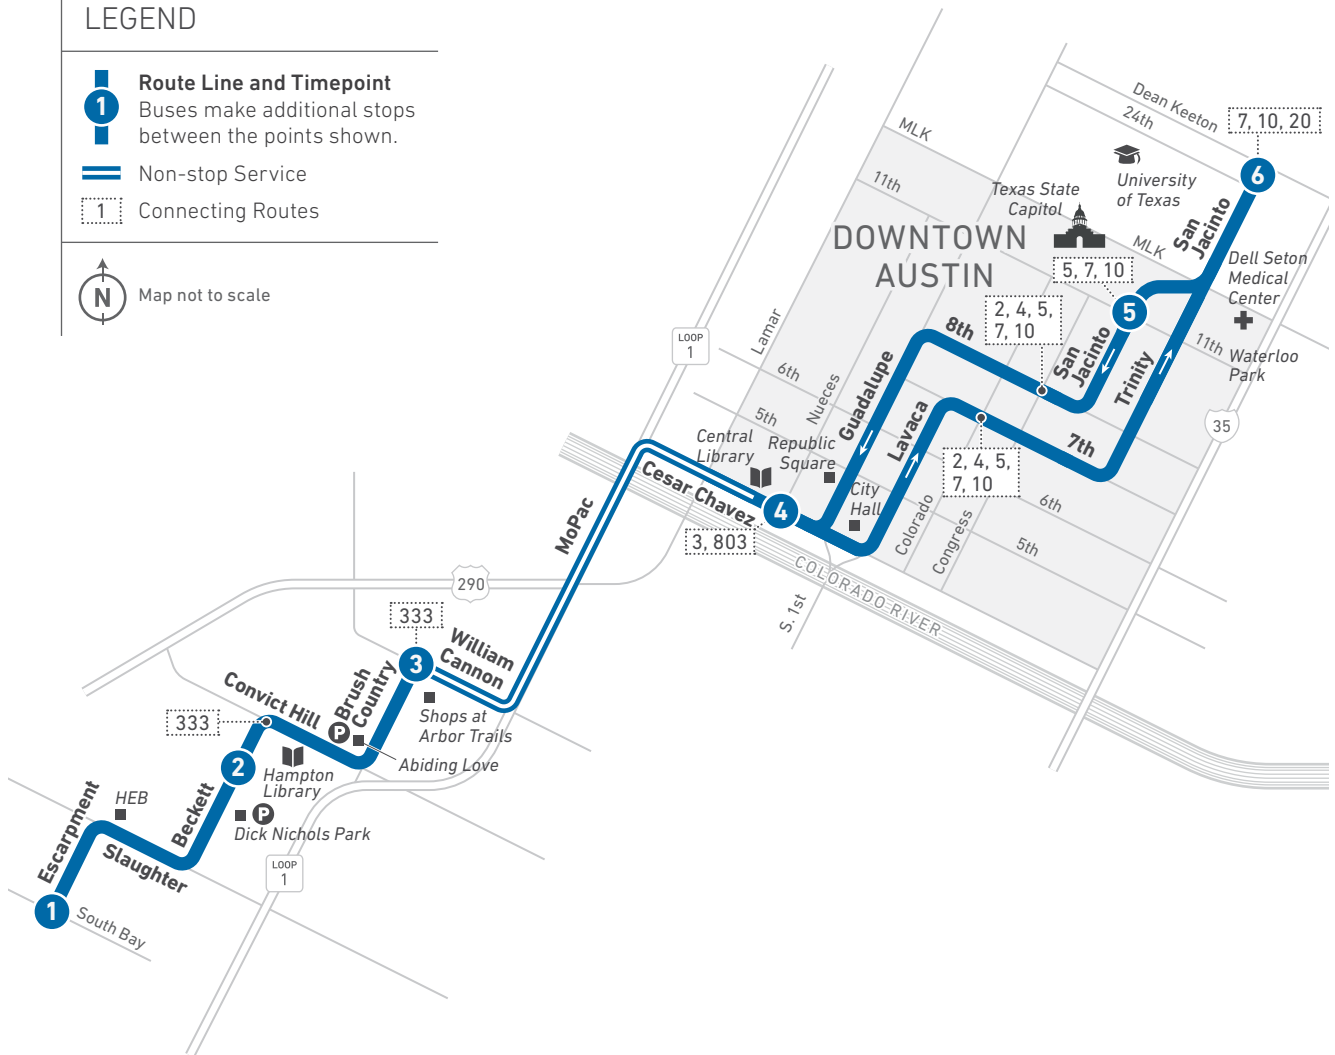 LEGEND
1
Route Line and Timepoint
Buses make additional stops
between the points shown.
Non-stop Service
1
Connecting Routes
N
Map not to scale
Dean Keeton
24th
7, 10, 20
6
MLK
University
of Texas
Texas State
Capitol
11th
San
Jacinto
MLK
DOWNTOWN
AUSTIN
Dell Seton
Medical
Center
5, 7, 10
5
2, 4, 5,
7, 10
8th
San
Jacinto
11th
Waterloo
Park
Trinity
LOOP
1
Lamar
6th
Nueces
Guadalupe
Lavaca
5th
35
7th
Central
Library
Republic
Square
2, 4, 5,
7, 10
Cesar Chavez
City
Hall
4
Colorado
Congress
6th
5th
3, 803
MoPac
COLORADO RIVER
S. 1st
290
333
3
William
Cannon
Brush
Country
Convict Hill
333
P
Shops at
Arbor Trails
Abiding Love
2
Hampton
Library
Beckett
HEB
P
Dick Nichols Park
Escarpment
Slaughter
LOOP
1
1
South Bay